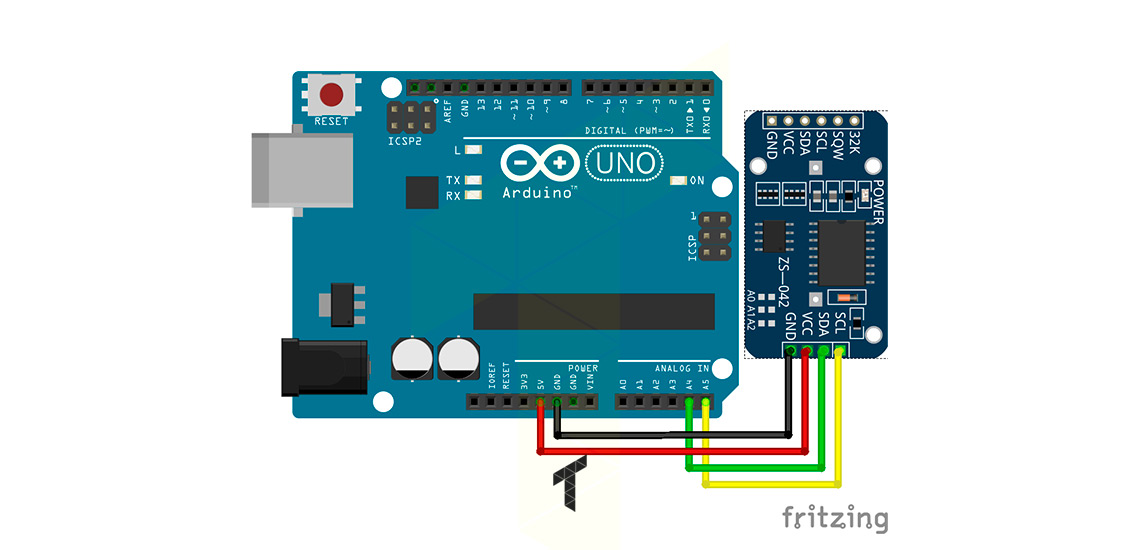 RESET
ICSP2
AREF
GND
13
12
~11
~10
~9
8
7
~6
~5
4
~3
2
TX0▶1
RX0◀0
DIGITAL (PWM=~)
L
TX
RX
UNO
Arduino™
ON
1
ICSP
POWER
IOREF
RESET
3V3
5V
GND
GND
VIN
ANALOG IN
A0
A1
A2
A3
A4
A5
GND
VCC
SDA
SCL
SQW
32K
POWER
ZS—042
A0
A1
A2
GND
VCC
SDA
SCL
fritzing